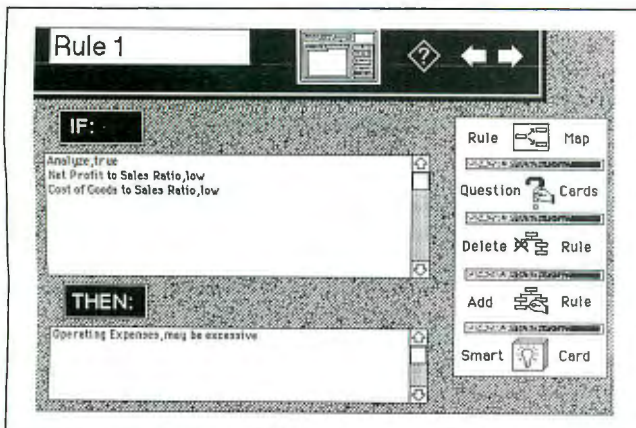 Rule 1
?
IF:
Analyze,true
Net Profit to Sales Ratio,low
Cost of Goods to Sales Ratio,low
THEN:
Operating Expenses,may be excessive
Rule Map
Question Cards
Delete Rule
Add Rule
Smart Card